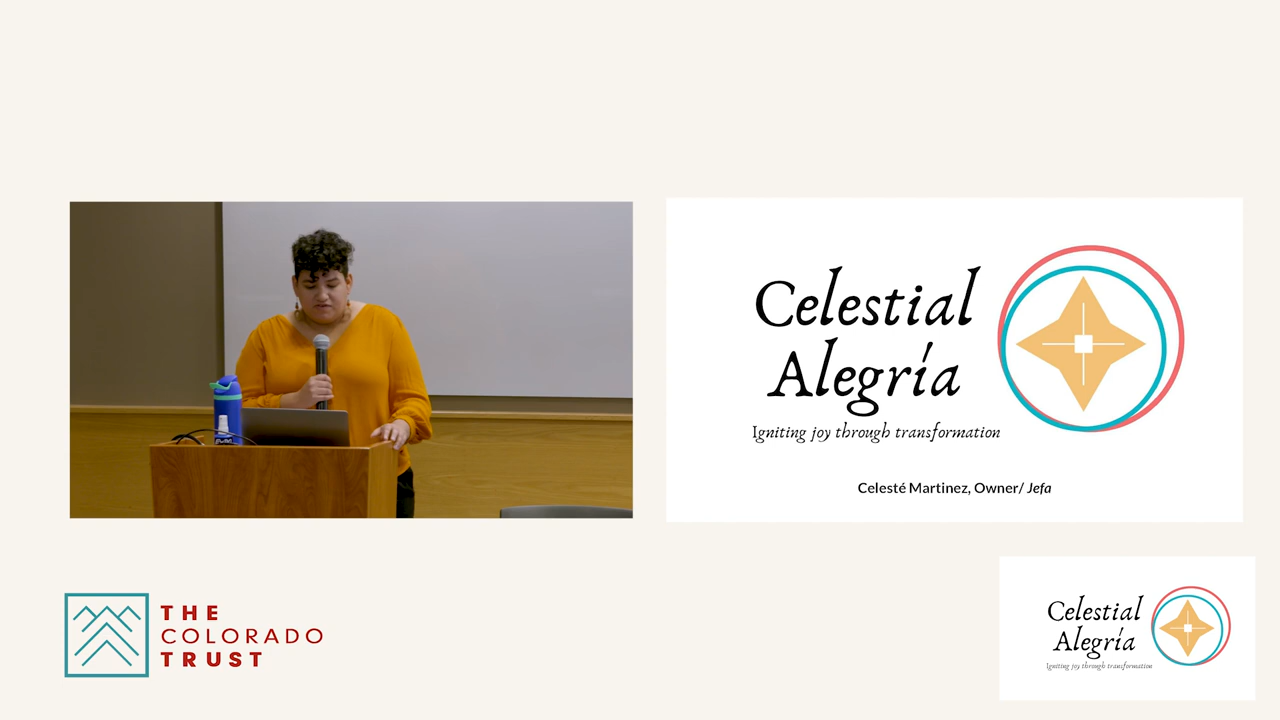 Celestial
Alegría
Igniting joy through transformation
Celesté Martinez, Owner/ Jefa
THE
COLORADO
TRUST
Celestial
Alegría
Igniting joy through transformation